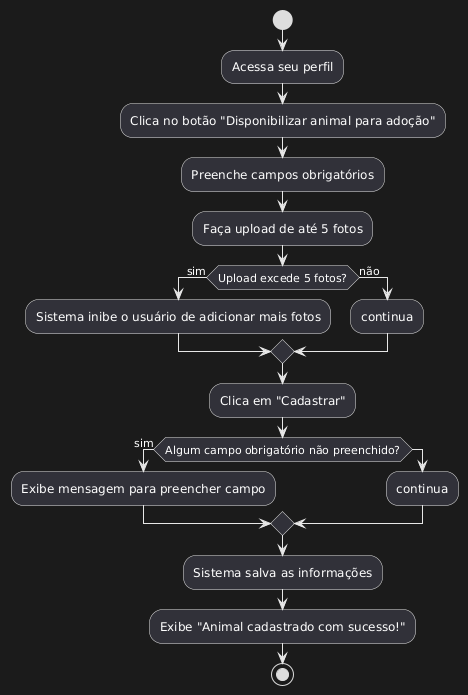 Acessa seu perfil
Clica no botão "Disponibilizar animal para adoção"
Preenche campos obrigatórios
Faça upload de até 5 fotos
sim
Upload excede 5 fotos?
não
Sistema inibe o usuário de adicionar mais fotos
continua
Clica em "Cadastrar"
sim
Algum campo obrigatório não preenchido?
Exibe mensagem para preencher campo
continua
Sistema salva as informações
Exibe "Animal cadastrado com sucesso!"